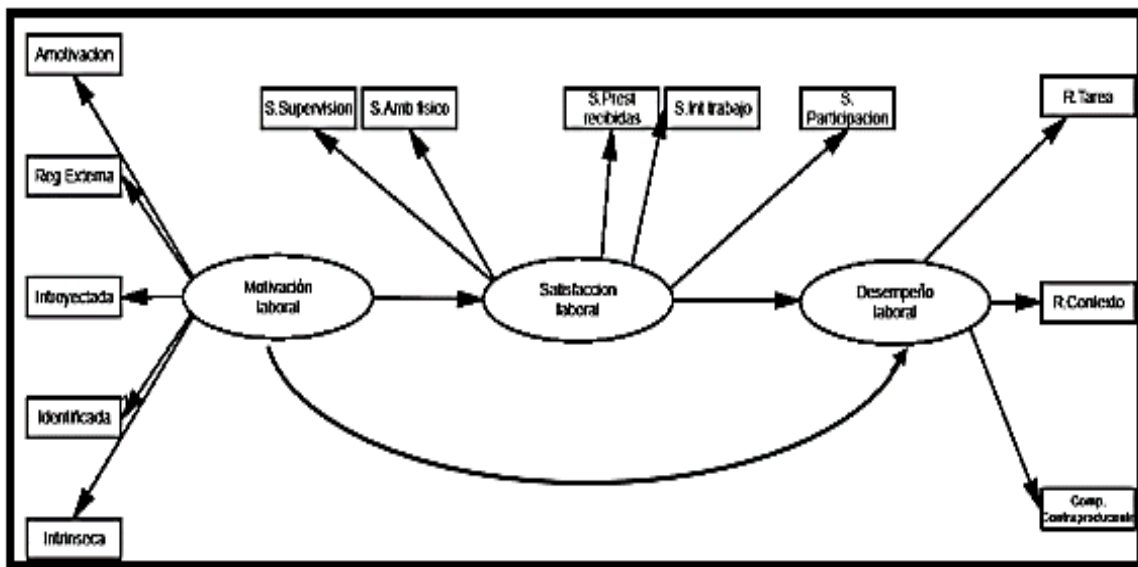 Amotivacion
Reg Externa
Introyectada
Identificada
Intrinseca
S.Supervision
S.Amb fisico
S.Prest
recibidas
S.Int trabajo
S.
Participacion
Motivación
laboral
Satisfaccion
laboral
Desempeño
laboral
R.Tarea
R.Contexto
Comp.
Contraproducente